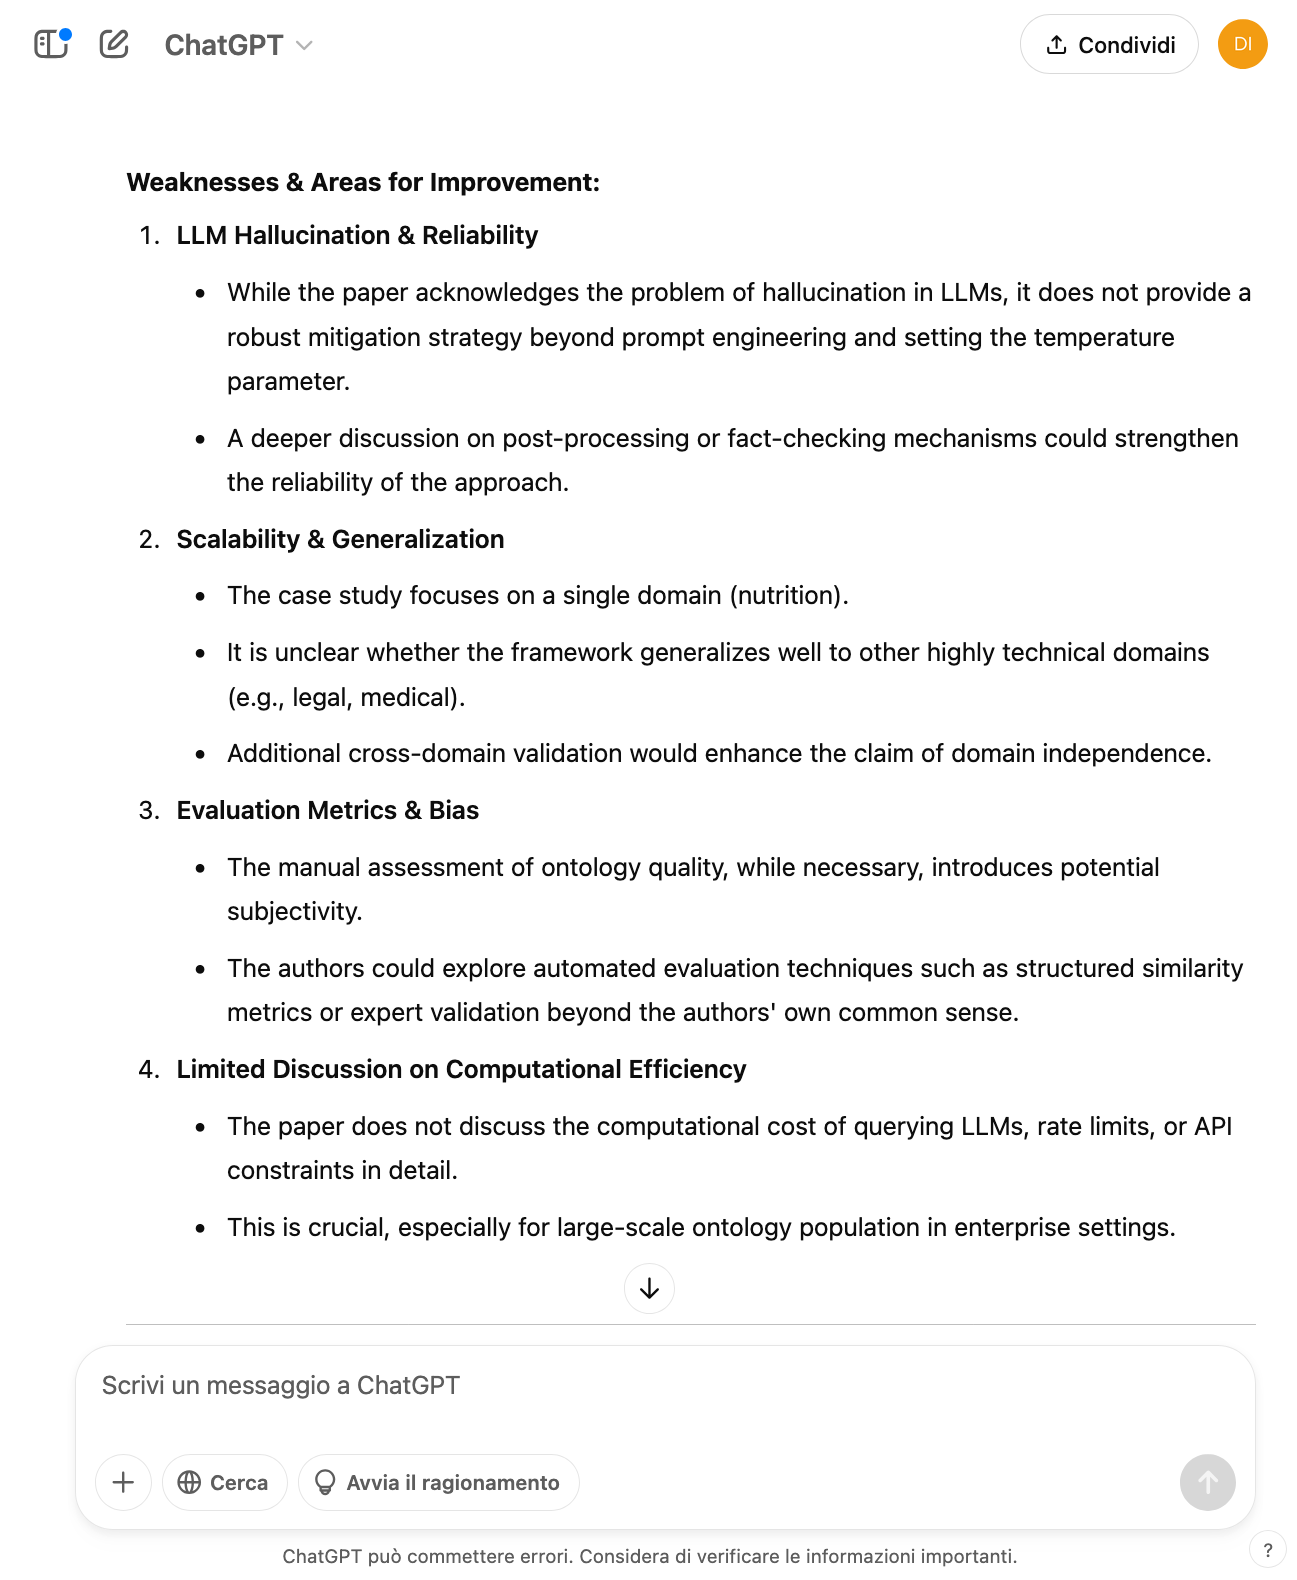 ChatGPT
Condividi
DI
Weaknesses & Areas for Improvement:
1. LLM Hallucination & Reliability
• While the paper acknowledges the problem of hallucination in LLMs, it does not provide a
robust mitigation strategy beyond prompt engineering and setting the temperature
parameter.
• A deeper discussion on post-processing or fact-checking mechanisms could strengthen
the reliability of the approach.
2. Scalability & Generalization
• The case study focuses on a single domain (nutrition).
• It is unclear whether the framework generalizes well to other highly technical domains
(e.g., legal, medical).
• Additional cross-domain validation would enhance the claim of domain independence.
3. Evaluation Metrics & Bias
• The manual assessment of ontology quality, while necessary, introduces potential
subjectivity.
• The authors could explore automated evaluation techniques such as structured similarity
metrics or expert validation beyond the authors' own common sense.
4. Limited Discussion on Computational Efficiency
• The paper does not discuss the computational cost of querying LLMs, rate limits, or API
constraints in detail.
• This is crucial, especially for large-scale ontology population in enterprise settings.
Scrivi un messaggio a ChatGPT
Cerca
Avvia il ragionamento
ChatGPT può commettere errori. Considera di verificare le informazioni importanti.
?